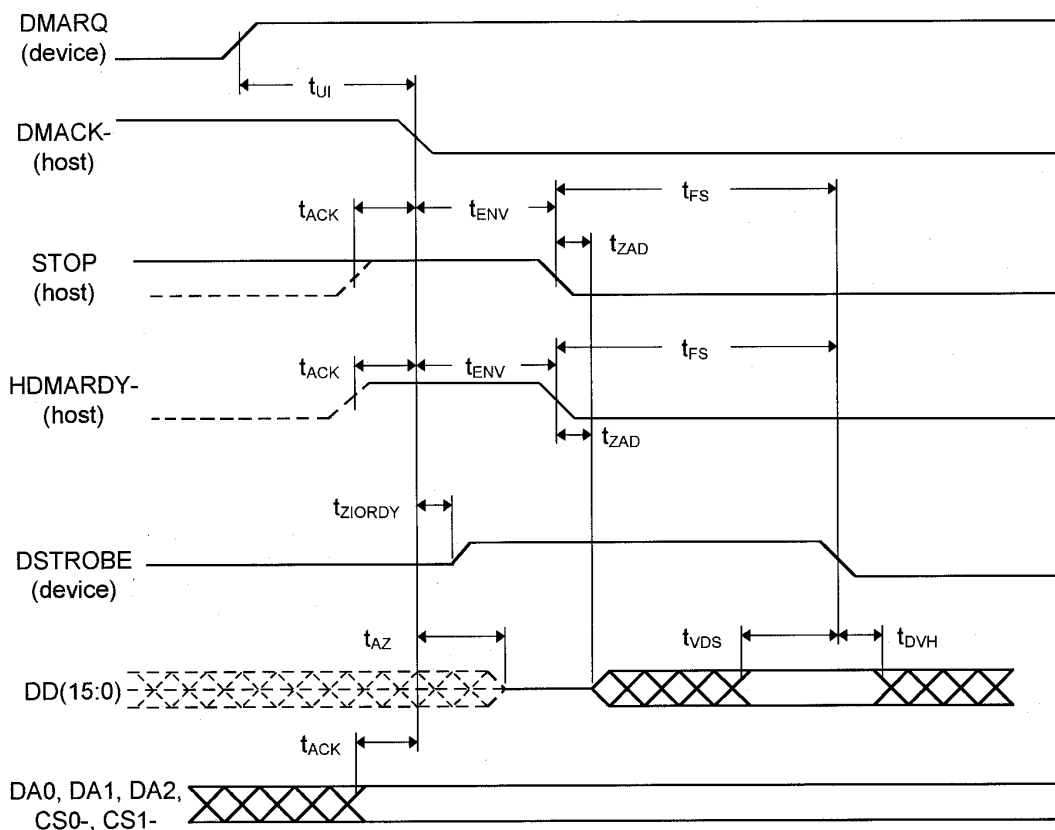 DMARQ
(device)
tUI
DMACK-
(host)
tFS
tACK
tENV
tZAD
STOP
(host)
tFS
tACK
tENV
HDMARDY-
(host)
tZAD
tZIORDY
DSTROBE
(device)
tAZ
tVDS
tDVH
DD(15:0)
tACK
DA0, DA1, DA2,
CS0-, CS1-